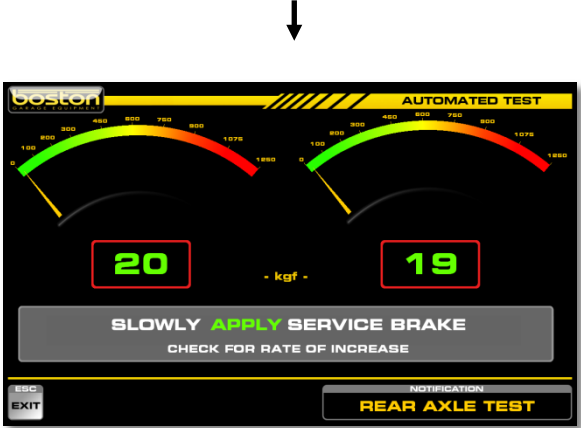 boston
GARAGE EQUIPMENT
AUTOMATED TEST
0 100 200 300 450 600 750 900 1075 1250
0 100 200 300 450 600 750 900 1075 1250
20
- kgf -
19
SLOWLY APPLY SERVICE BRAKE
CHECK FOR RATE OF INCREASE
ESC
EXIT
NOTIFICATION
REAR AXLE TEST